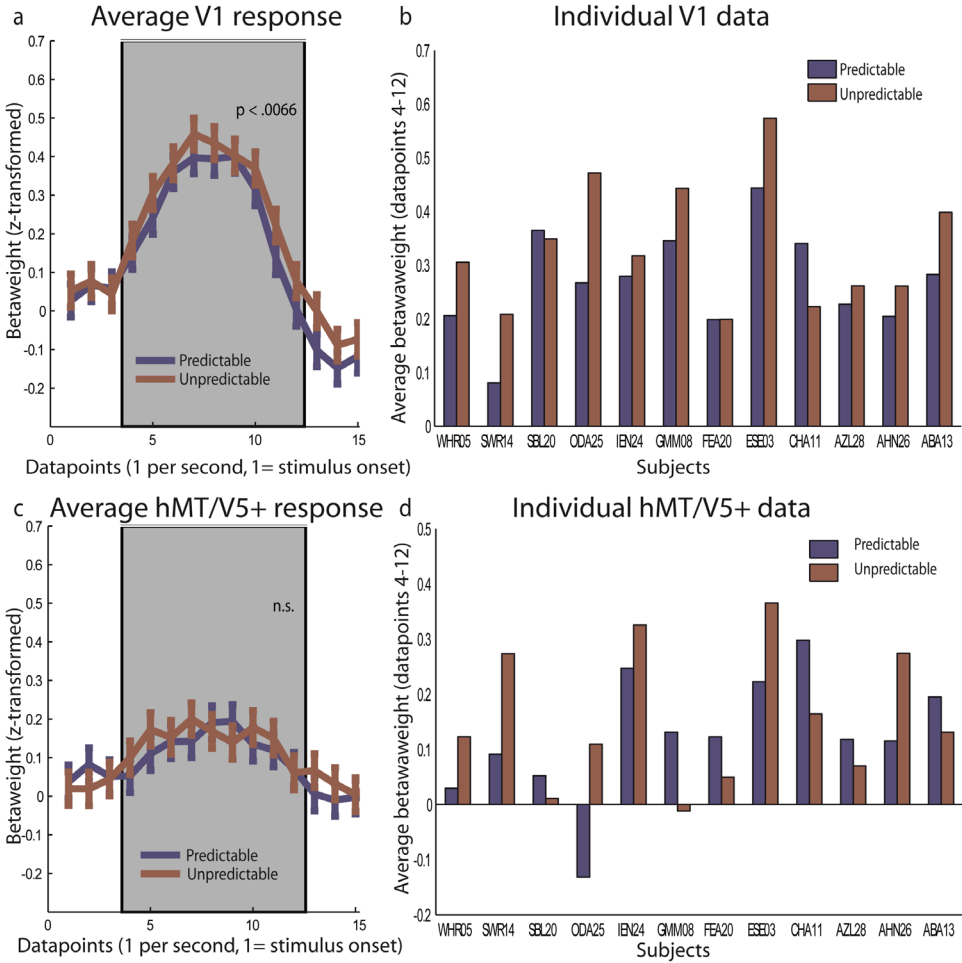 a
Average V1 response
0.7
0.6
0.5
0.4
0.3
0.2
0.1
0
-0.1
-0.2
Betaweight (z-transformed)
p < .0066
Predictable
Unpredictable
5
10
15
Datapoints (1 per second, 1= stimulus onset)
b
Individual V1 data
0.7
0.6
0.5
0.4
0.3
0.2
0.1
0
Average betawaweight (datapoints 4-12)
Predictable
Unpredictable
WHR05 SWR14 SBL20 ODA25 IEN24 GMM08 FEA20 ESE03 CHA11 AZL28 AHN26 ABA13
Subjects
c
Average hMT/V5+ response
0.7
0.6
0.5
0.4
0.3
0.2
0.1
0
-0.1
-0.2
Betaweight (z-transformed)
n.s.
Predictable
Unpredictable
0 5 10 15
Datapoints (1 per second, 1= stimulus onset)
d
Individual hMT/V5+ data
0.5
0.4
0.3
0.2
0.1
0
-0.1
-0.2
Average betawaweight (datapoints 4-12)
Predictable
Unpredictable
WHR05 SWR14 SBL20 ODA25 IEN24 GMM08 FEA20 ESE03 CHA11 AZL28 AHN26 ABA13
Subjects